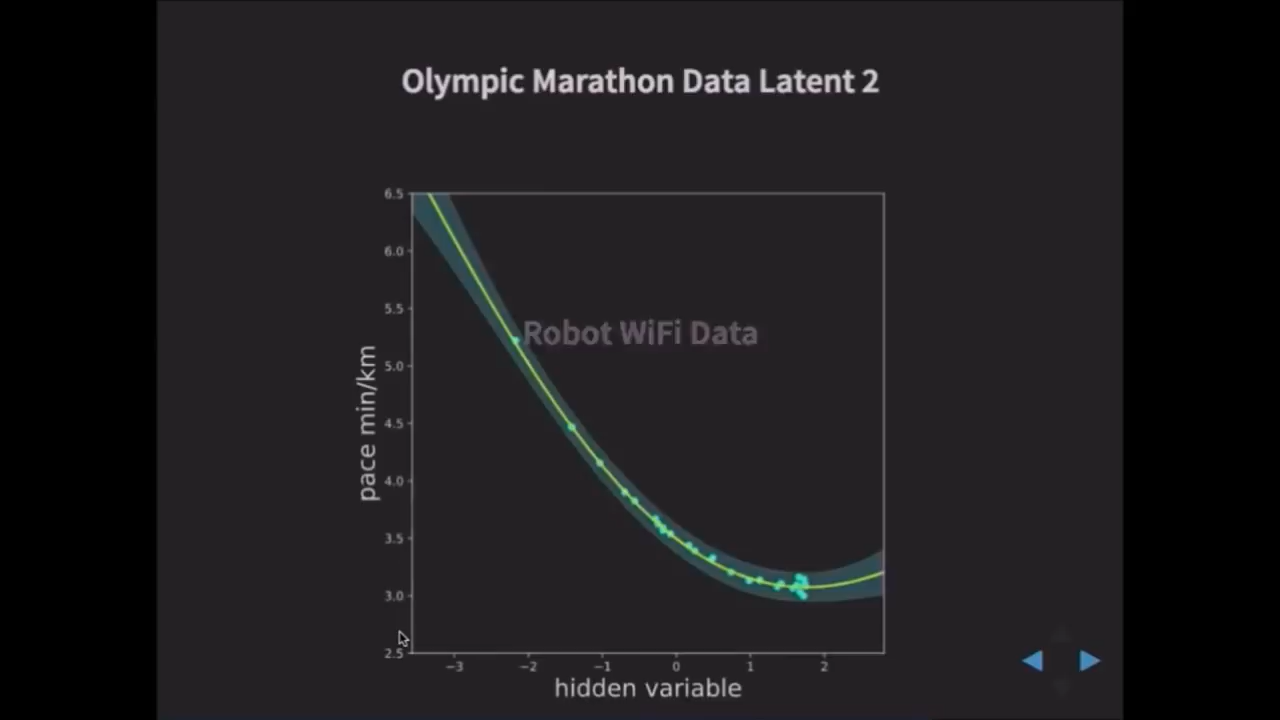 Olympic Marathon Data Latent 2
6.5
6.0
5.5
Robot WiFi Data
5.0
4.5
4.0
3.5
3.0
2.5
pace min/km
−3 −2 −1 0 1 2
hidden variable